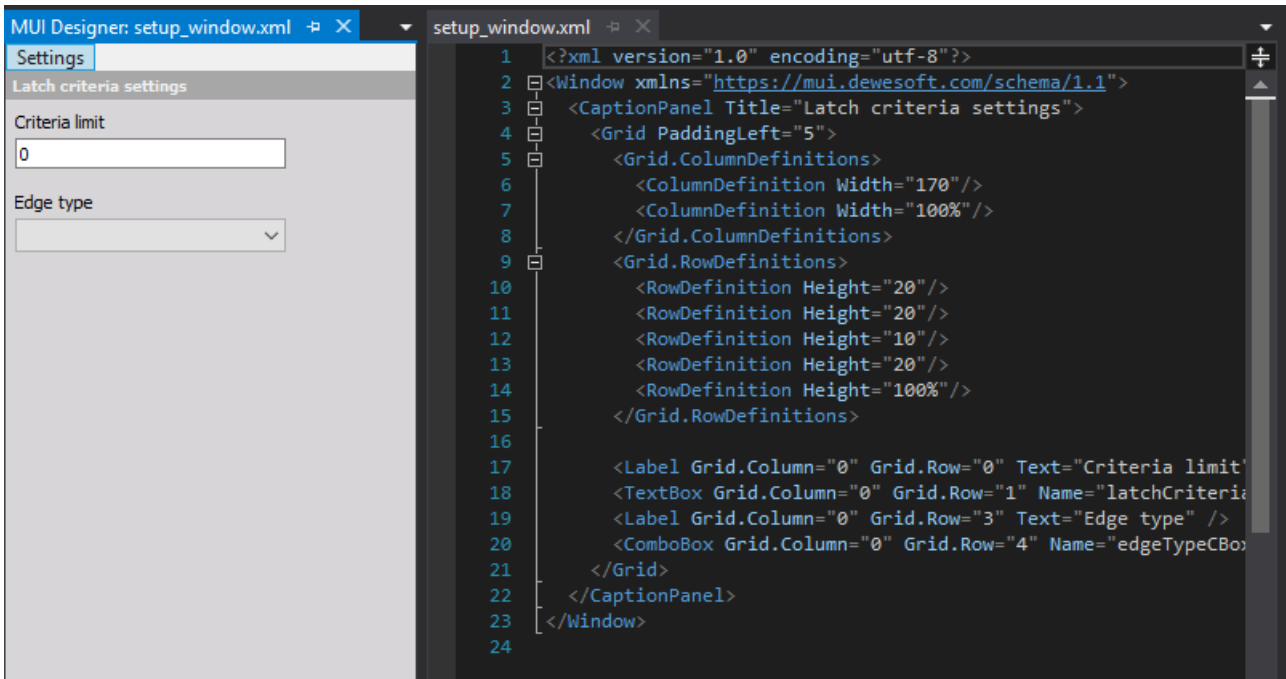 MUI Designer: setup_window.xml
Settings
Latch criteria settings
Criteria limit
0
Edge type
setup_window.xml
1 <?xml version="1.0" encoding="utf-8"?>
2 <Window xmlns="https://mui.dewesoft.com/schema/1.1">
3 <CaptionPanel Title="Latch criteria settings">
4 <Grid PaddingLeft="5">
5 <Grid.ColumnDefinitions>
6 <ColumnDefinition Width="170"/>
7 <ColumnDefinition Width="100%"/>
8 </Grid.ColumnDefinitions>
9 <Grid.RowDefinitions>
10 <RowDefinition Height="20"/>
11 <RowDefinition Height="20"/>
12 <RowDefinition Height="10"/>
13 <RowDefinition Height="20"/>
14 <RowDefinition Height="100%"/>
15 </Grid.RowDefinitions>
16
17 <Label Grid.Column="0" Grid.Row="0" Text="Criteria limit"
18 <TextBox Grid.Column="0" Grid.Row="1" Name="latchCriteria
19 <Label Grid.Column="0" Grid.Row="3" Text="Edge type" />
20 <ComboBox Grid.Column="0" Grid.Row="4" Name="edgeTypeCBox
21 </Grid>
22 </CaptionPanel>
23 </Window>
24